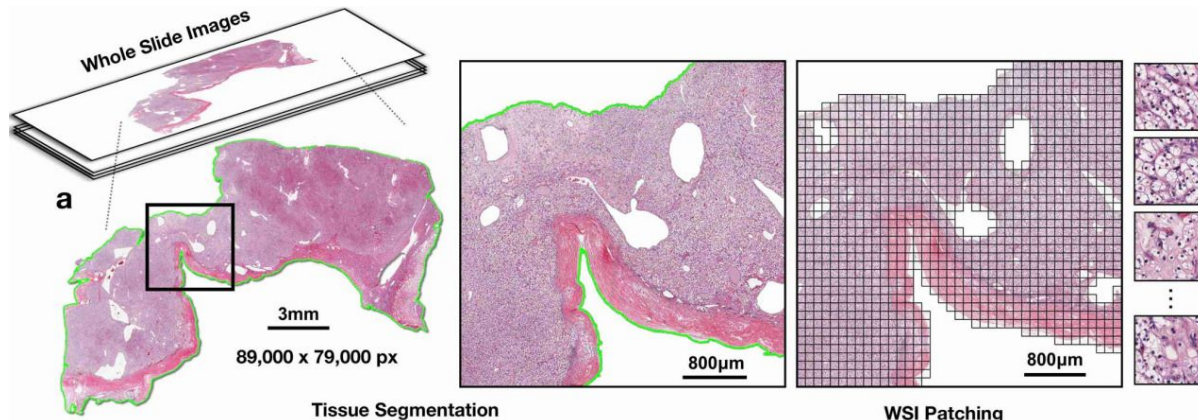 Whole Slide Images
a
3mm
89,000 x 79,000 px
800μm
800μm
Tissue Segmentation
WSI Patching